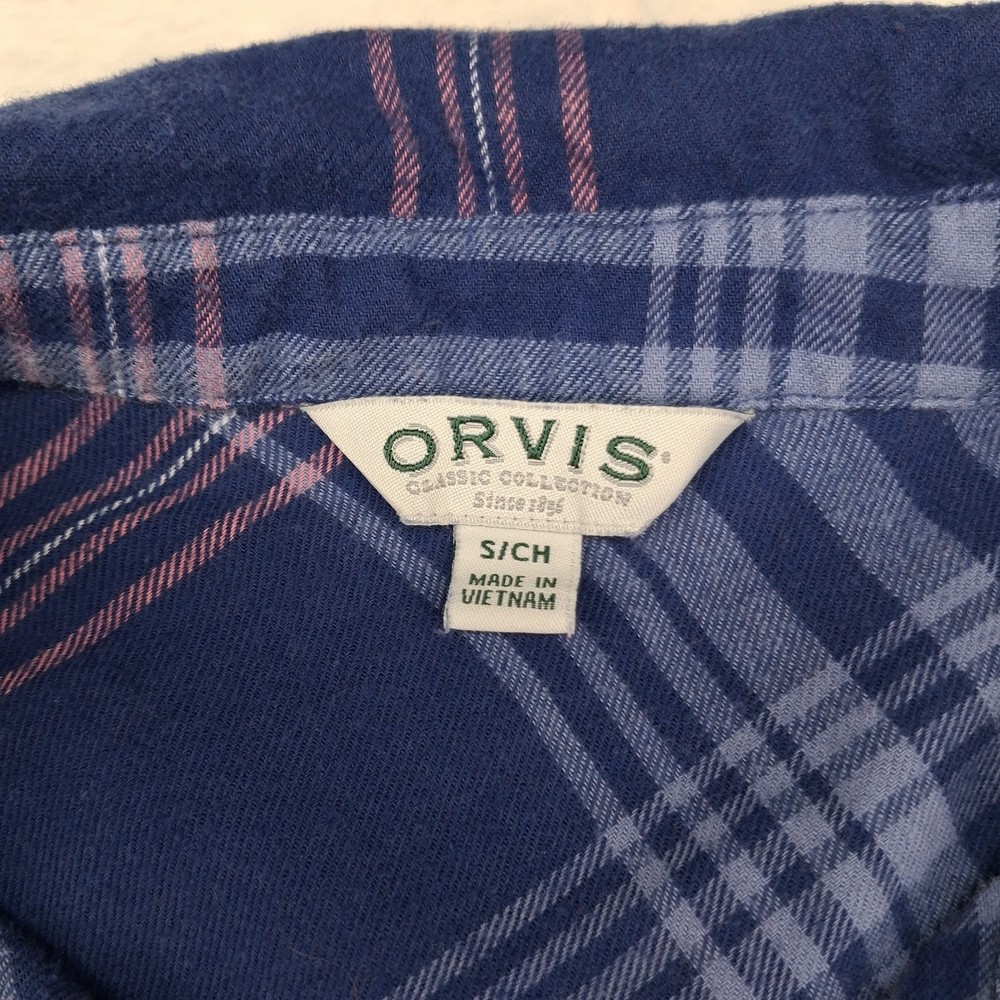 ORVIS
CLASSIC COLLECTION
Since 1856
S/CH
MADE IN
VIETNAM